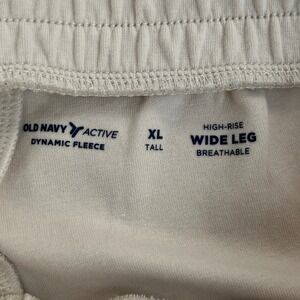 OLD NAVY ACTIVE
DYNAMIC FLEECE
XL
TALL
HIGH-RISE
WIDE LEG
BREATHABLE